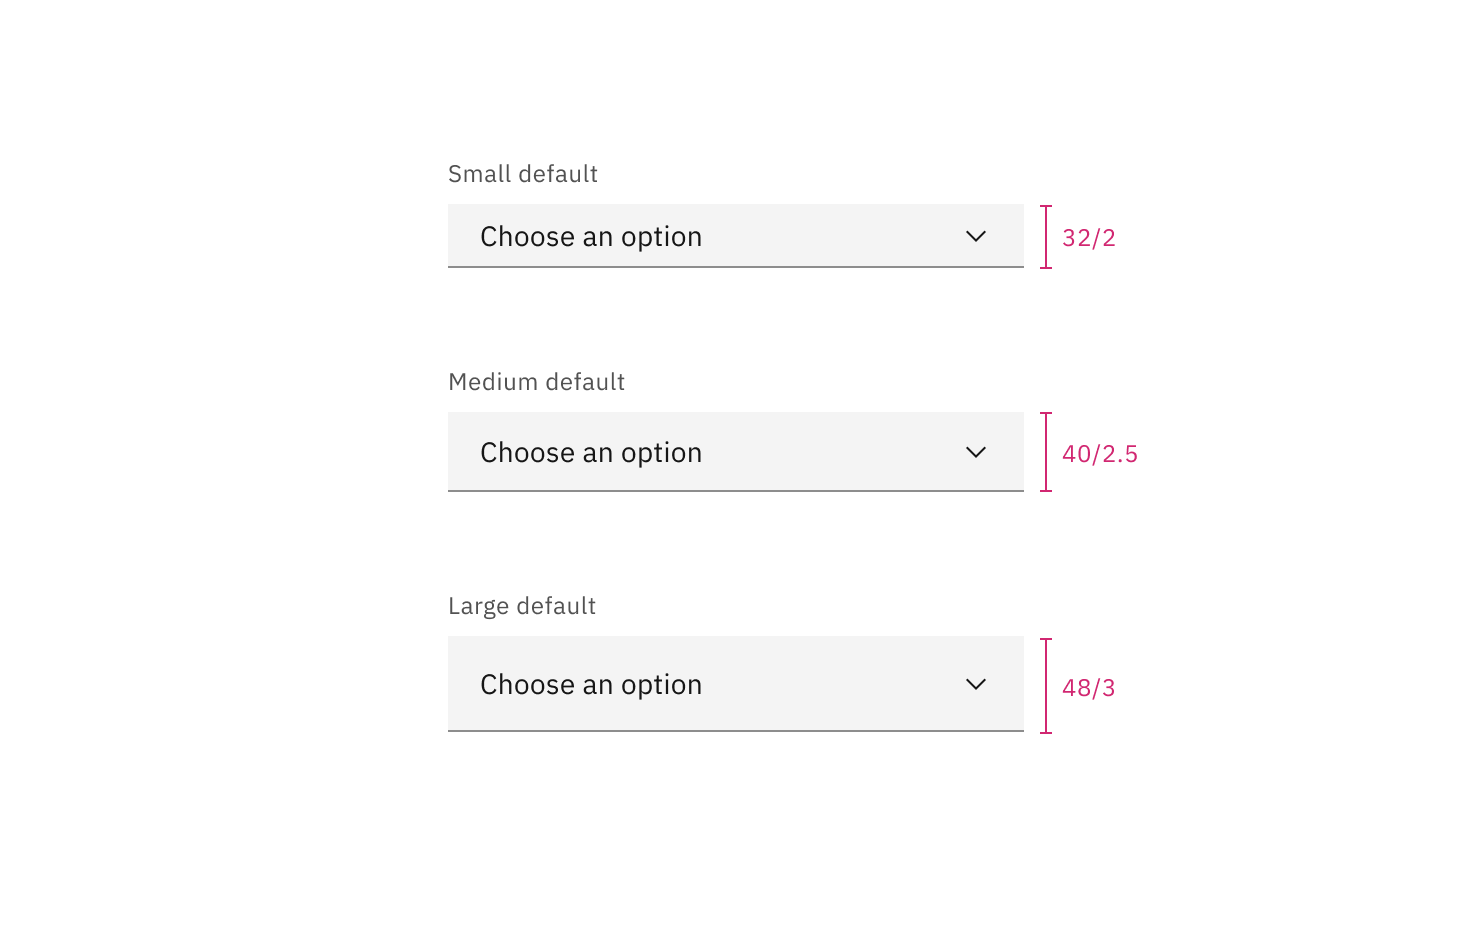 Small default
Choose an option
32/2
Medium default
Choose an option
40/2.5
Large default
Choose an option
48/3